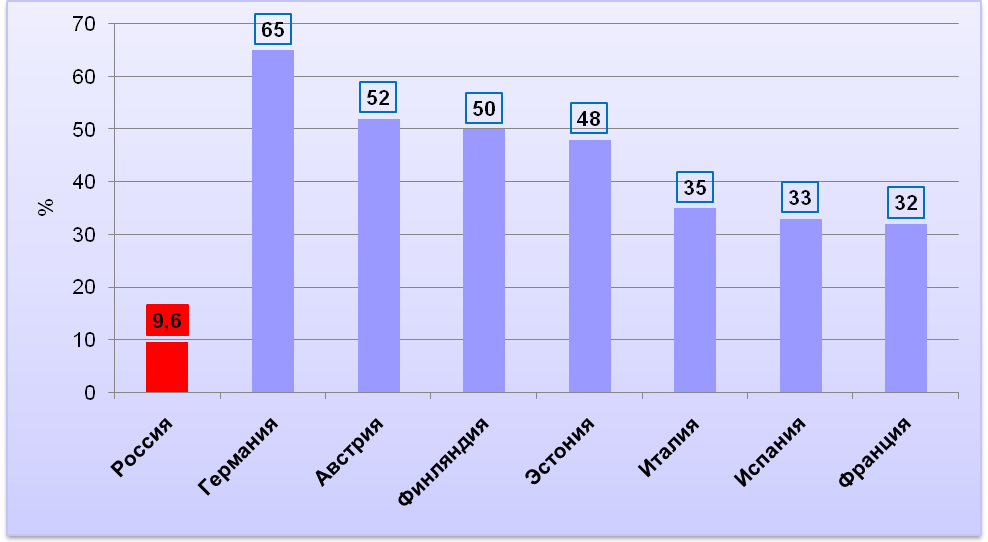 70
60
50
40
30
20
10
0
%
9,6
65
52
50
48
35
33
32
Россия
Германия
Австрия
Финляндия
Эстония
Италия
Испания
Франция